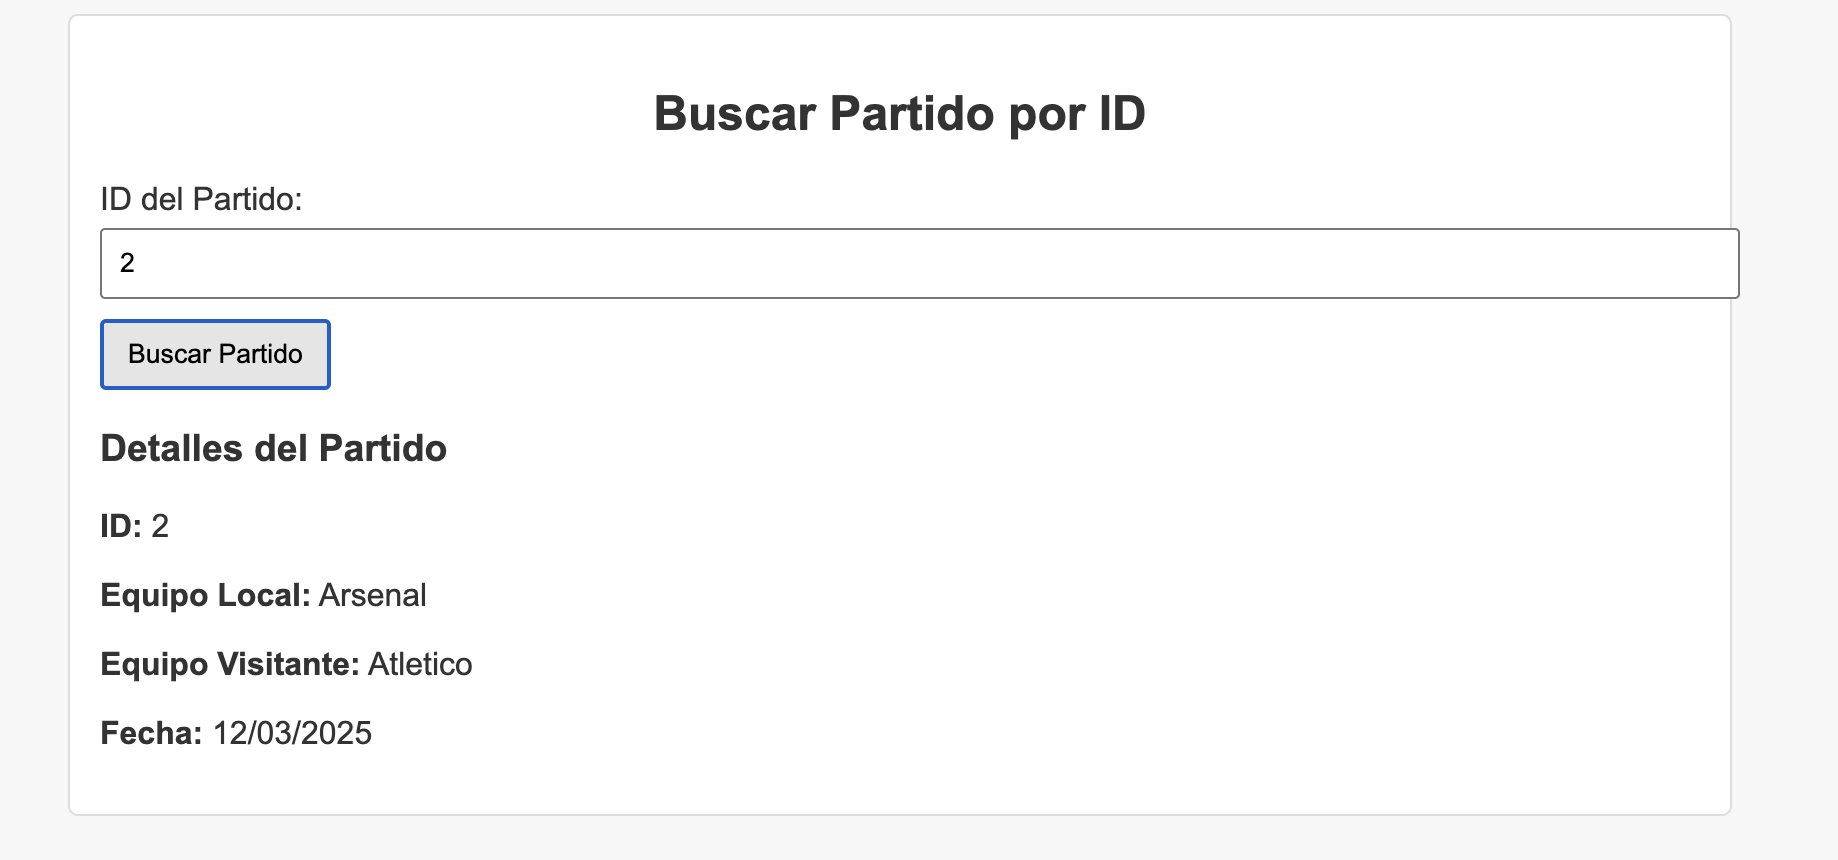 Buscar Partido por ID
ID del Partido:
2
Buscar Partido
Detalles del Partido
ID: 2
Equipo Local: Arsenal
Equipo Visitante: Atletico
Fecha: 12/03/2025